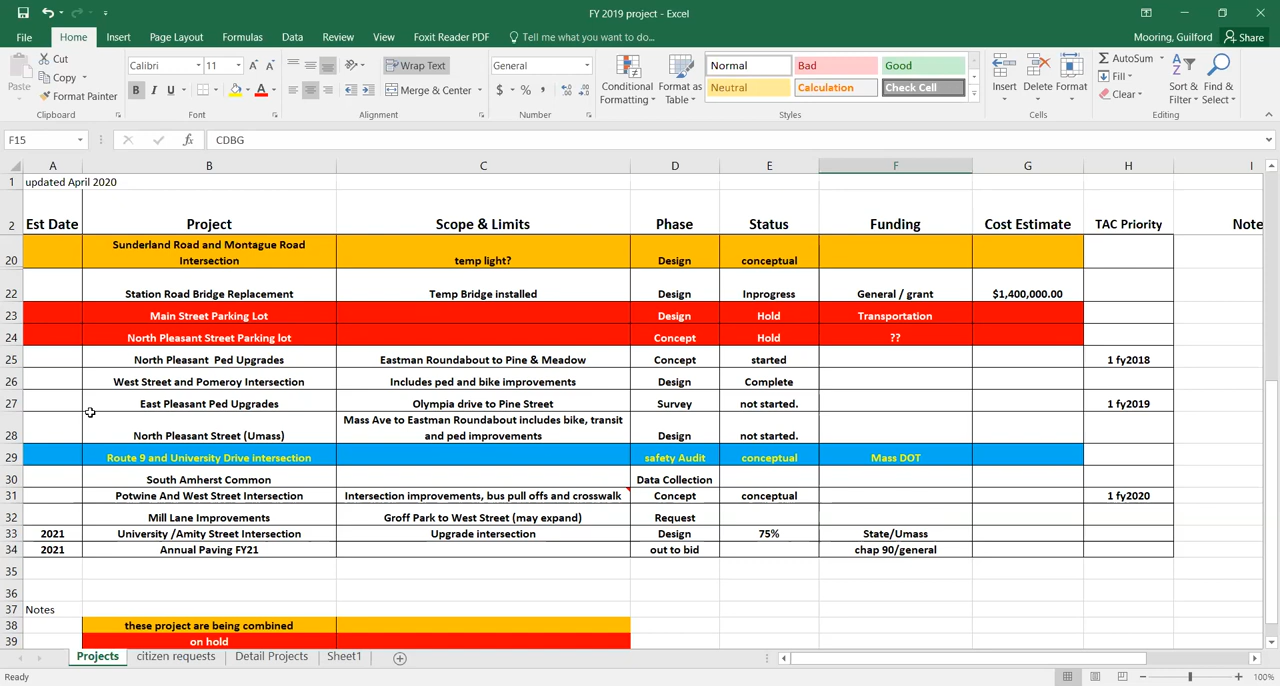 FY 2019 project - Excel
File Home Insert Page Layout Formulas Data Review View Foxit Reader PDF Tell me what you want to do... Mooring, Guilford Share
Paste Cut Copy Format Painter Clipboard
Calibri 11 A A B I U A Font
Wrap Text Merge & Center Alignment
General $ % , Number
Conditional Formatting Format as Table
Normal Bad Good
Neutral Calculation Check Cell
Styles
Insert Delete Format Cells
AutoSum Fill Clear Sort & Filter Find & Select Editing
F15 fx CDBG
A B C D E F G H I
1 updated April 2020
2 Est Date Project Scope & Limits Phase Status Funding Cost Estimate TAC Priority Note
20 Sunderland Road and Montague Road Intersection temp light? Design conceptual
22 Station Road Bridge Replacement Temp Bridge installed Design Inprogress General / grant $1,400,000.00
23 Main Street Parking Lot Design Hold Transportation
24 North Pleasant Street Parking lot Concept Hold ??
25 North Pleasant Ped Upgrades Eastman Roundabout to Pine & Meadow Concept started 1 fy2018
26 West Street and Pomeroy Intersection Includes ped and bike improvements Design Complete
27 East Pleasant Ped Upgrades Olympia drive to Pine Street Survey not started. 1 fy2019
28 North Pleasant Street (Umass) Mass Ave to Eastman Roundabout includes bike, transit and ped improvements Design not started.
29 Route 9 and University Drive intersection safety Audit conceptual Mass DOT
30 South Amherst Common Data Collection
31 Potwine And West Street Intersection Intersection improvements, bus pull offs and crosswalk Concept conceptual 1 fy2020
32 Mill Lane Improvements Groff Park to West Street (may expand) Request
33 2021 University /Amity Street Intersection Upgrade intersection Design 75% State/Umass
34 2021 Annual Paving FY21 out to bid chap 90/general
35
36
37 Notes
38 these project are being combined
39 on hold
Projects citizen requests Detail Projects Sheet1
Ready 100%